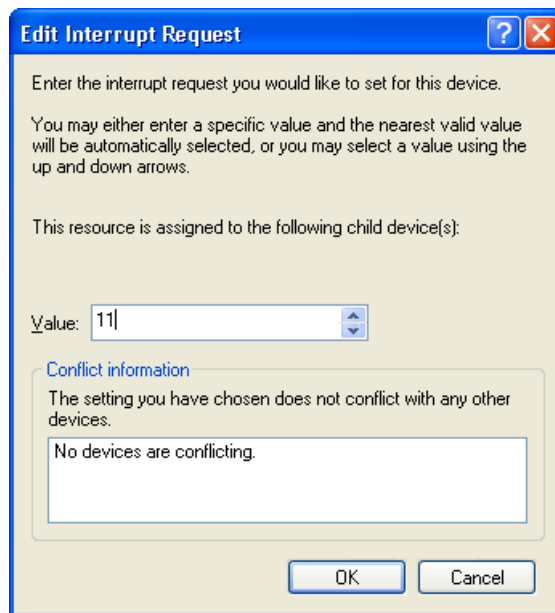 Edit Interrupt Request
Enter the interrupt request you would like to set for this device.
You may either enter a specific value and the nearest valid value
will be automatically selected, or you may select a value using the
up and down arrows.
This resource is assigned to the following child device(s):
Value: 11
Conflict information
The setting you have chosen does not conflict with any other
devices.
No devices are conflicting.
OK Cancel